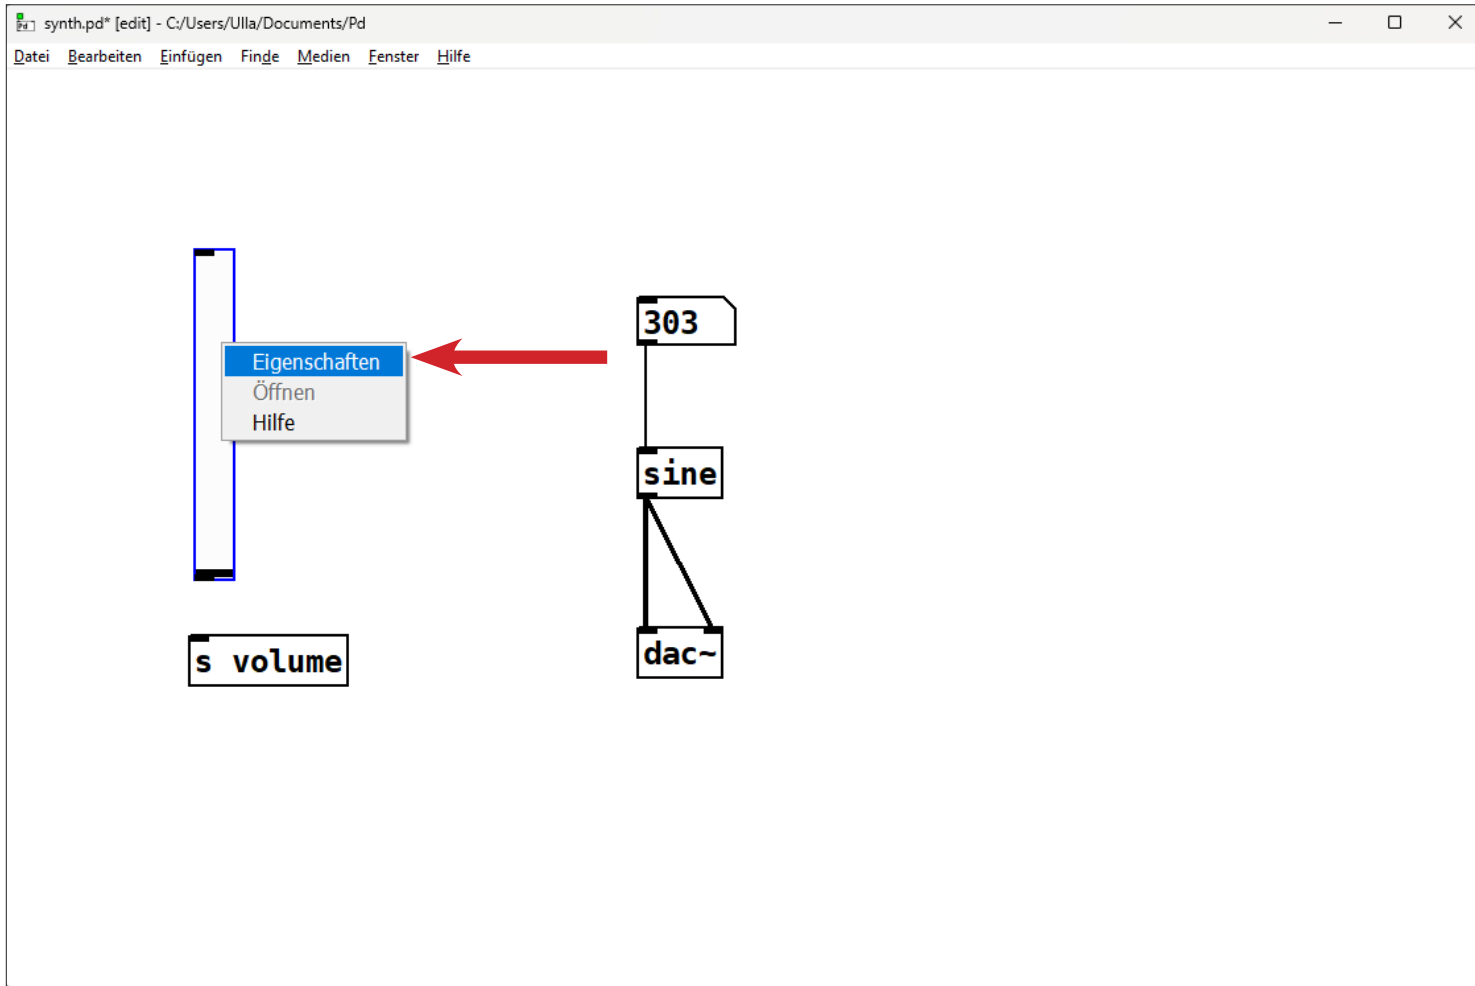 synth.pd* [edit] - C:/Users/Ulla/Documents/Pd
Datei Bearbeiten Einfügen Finde Medien Fenster Hilfe
303
Eigenschaften
Öffnen
Hilfe
sine
dac~
s volume